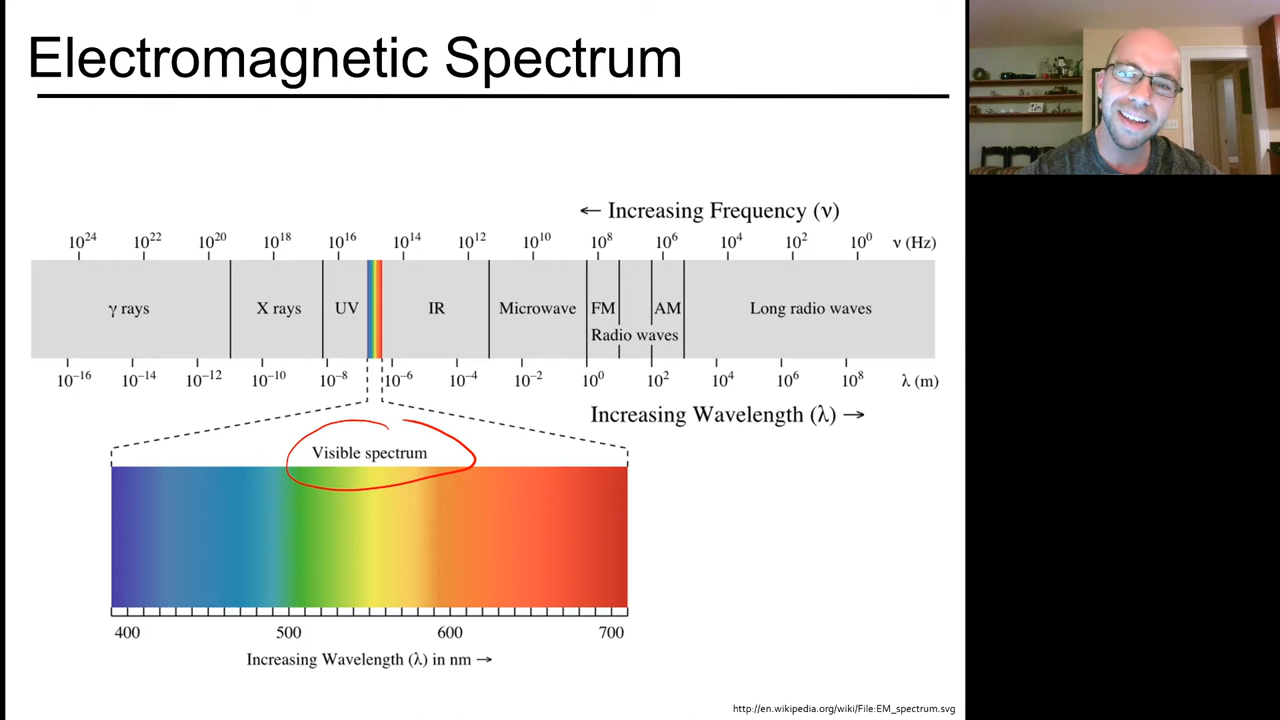 Electromagnetic Spectrum
← Increasing Frequency (ν)
10²⁴ 10²² 10²⁰ 10¹⁸ 10¹⁶ 10¹⁴ 10¹² 10¹⁰ 10⁸ 10⁶ 10⁴ 10² 10⁰ ν (Hz)
γ rays X rays UV IR Microwave FM AM Long radio waves
Radio waves
10⁻¹⁶ 10⁻¹⁴ 10⁻¹² 10⁻¹⁰ 10⁻⁸ 10⁻⁶ 10⁻⁴ 10⁻² 10⁰ 10² 10⁴ 10⁶ 10⁸ λ (m)
Increasing Wavelength (λ) →
Visible spectrum
400 500 600 700
Increasing Wavelength (λ) in nm →
http://en.wikipedia.org/wiki/File:EM_spectrum.svg